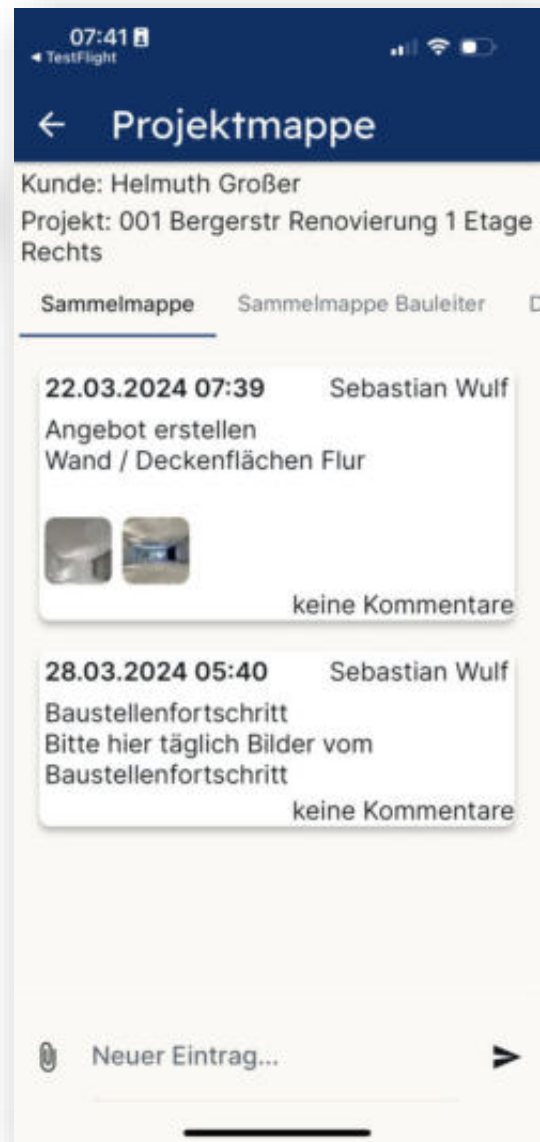 07:41
◄ TestFlight
← Projektmappe
Kunde: Helmuth Großer
Projekt: 001 Bergerstr Renovierung 1 Etage
Rechts
Sammelmappe Sammelmappe Bauleiter D
22.03.2024 07:39 Sebastian Wulf
Angebot erstellen
Wand / Deckenflächen Flur
keine Kommentare
28.03.2024 05:40 Sebastian Wulf
Baustellenfortschritt
Bitte hier täglich Bilder vom
Baustellenfortschritt
keine Kommentare
Neuer Eintrag...